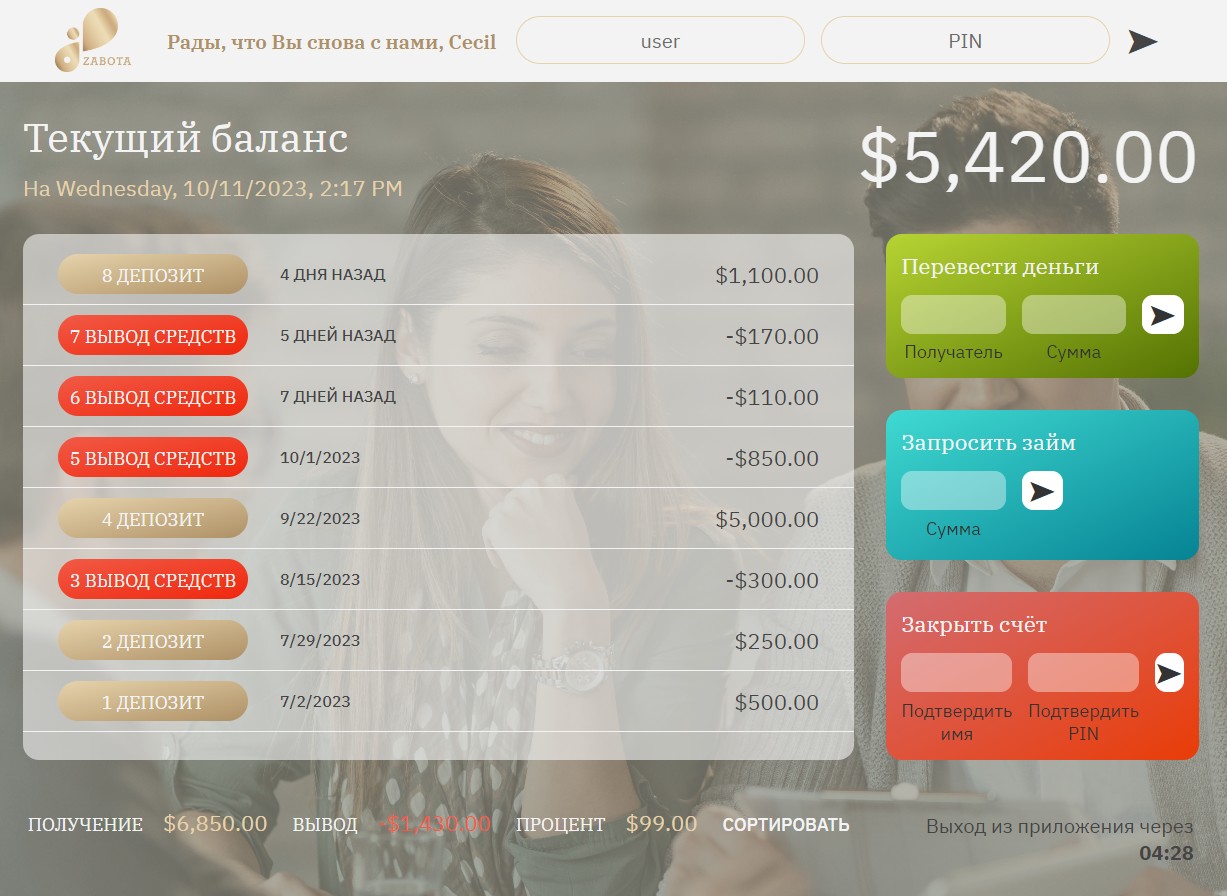 ZABOTA
Рады, что Вы снова с нами, Cecil
user
PIN
Текущий баланс
$5,420.00
На Wednesday, 10/11/2023, 2:17 PM
8 ДЕПОЗИТ 4 ДНЯ НАЗАД $1,100.00
7 ВЫВОД СРЕДСТВ 5 ДНЕЙ НАЗАД -$170.00
6 ВЫВОД СРЕДСТВ 7 ДНЕЙ НАЗАД -$110.00
5 ВЫВОД СРЕДСТВ 10/1/2023 -$850.00
4 ДЕПОЗИТ 9/22/2023 $5,000.00
3 ВЫВОД СРЕДСТВ 8/15/2023 -$300.00
2 ДЕПОЗИТ 7/29/2023 $250.00
1 ДЕПОЗИТ 7/2/2023 $500.00
Перевести деньги
Получатель Сумма
Запросить займ
Сумма
Закрыть счёт
Подтвердить имя
Подтвердить PIN
ПОЛУЧЕНИЕ $6,850.00 ВЫВОД -$1,430.00 ПРОЦЕНТ $99.00 СОРТИРОВАТЬ
Выход из приложения через
04:28